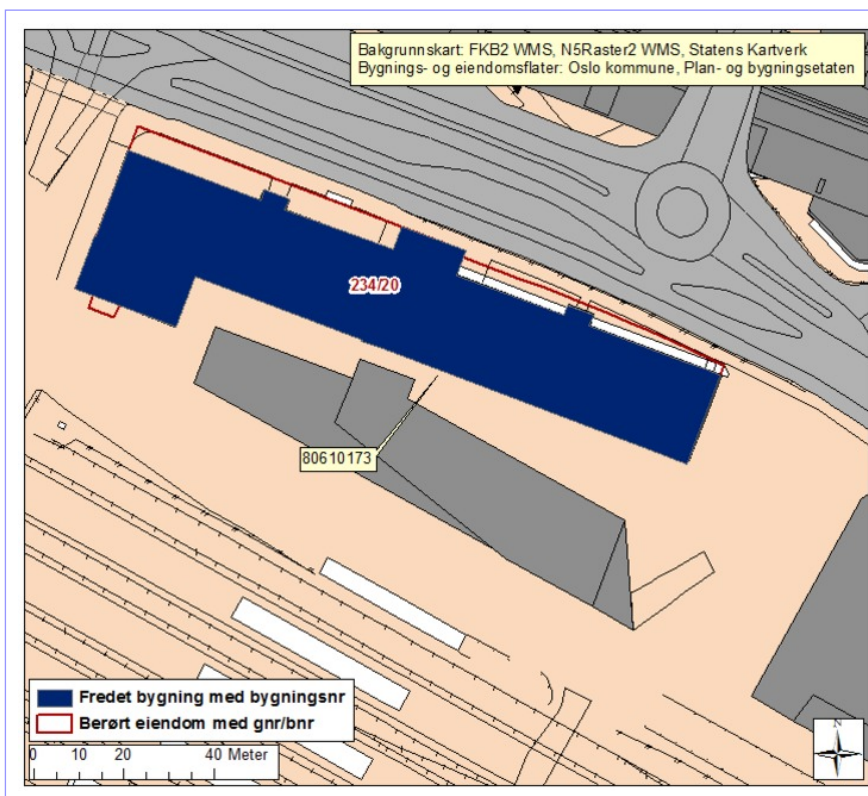 Bakgrunnskart: FKB2 WMS, N5Raster2 WMS, Statens Kartverk
Bygnings- og eiendomsflater: Oslo kommune, Plan- og bygningsetaten
234/20
80610173
Fredet bygning med bygningsnr
Berørt eiendom med gnr/bnr
0 10 20 40 Meter
N